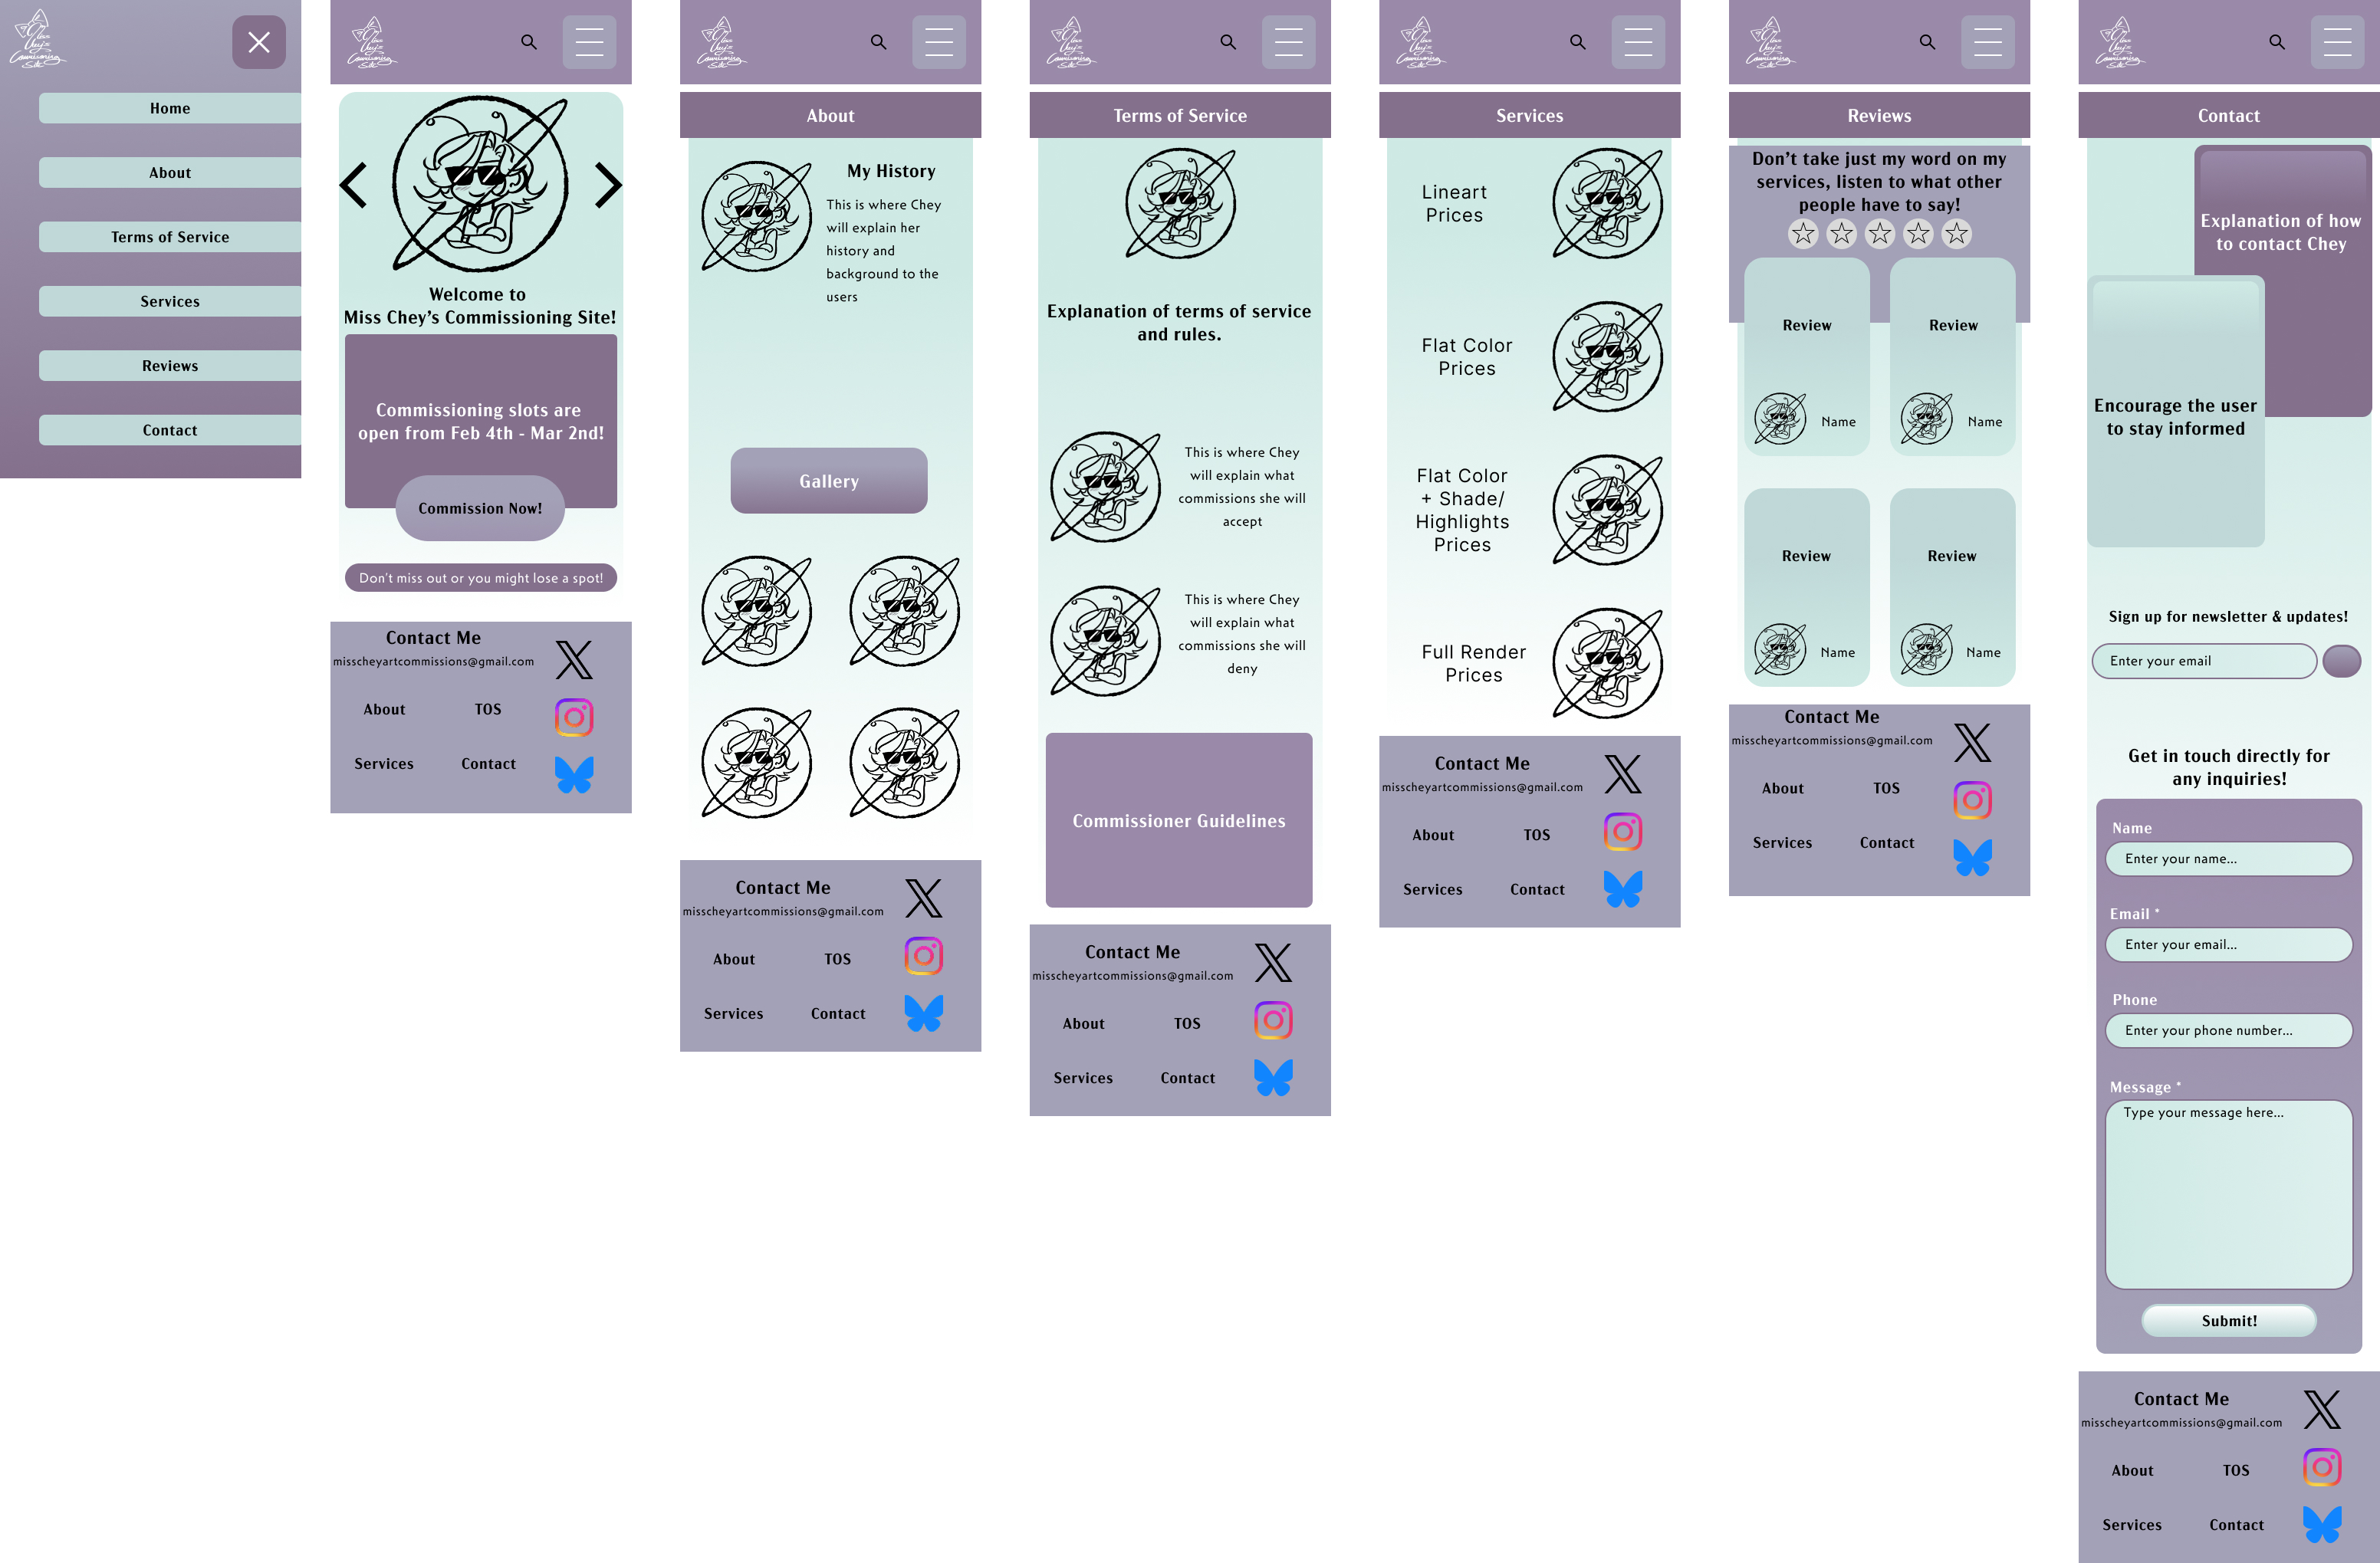 Home
About
Terms of Service
Services
Reviews
Contact
Welcome to
Miss Chey's Commissioning Site!
Commissioning slots are
open from Feb 4th - Mar 2nd!
Commission Now!
Don't miss out or you might lose a spot!
Contact Me
misscheyartcommissions@gmail.com
About
TOS
Services
Contact
About
My History
This is where Chey
will explain her
history and
background to the
users
Gallery
Contact Me
misscheyartcommissions@gmail.com
About
TOS
Services
Contact
Terms of Service
Explanation of terms of service
and rules.
This is where Chey
will explain what
commissions she will
accept
This is where Chey
will explain what
commissions she will
deny
Commissioner Guidelines
Contact Me
misscheyartcommissions@gmail.com
About
TOS
Services
Contact
Services
Lineart
Prices
Flat Color
Prices
Flat Color
+ Shade/
Highlights
Prices
Full Render
Prices
Contact Me
misscheyartcommissions@gmail.com
About
TOS
Services
Contact
Reviews
Don't take just my word on my
services, listen to what other
people have to say!
Review
Name
Review
Name
Review
Name
Review
Name
Contact Me
misscheyartcommissions@gmail.com
About
TOS
Services
Contact
Contact
Explanation of how
to contact Chey
Encourage the user
to stay informed
Sign up for newsletter & updates!
Enter your email
Get in touch directly for
any inquiries!
Name
Enter your name...
Email *
Enter your email...
Phone
Enter your phone number...
Message *
Type your message here...
Submit!
Contact Me
misscheyartcommissions@gmail.com
About
TOS
Services
Contact